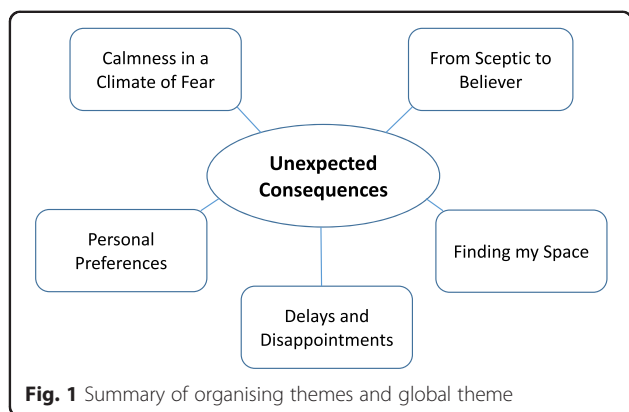 Calmness in a
Climate of Fear
From Sceptic to
Believer
Unexpected
Consequences
Personal
Preferences
Finding my Space
Delays and
Disappointments
Fig. 1 Summary of organising themes and global theme